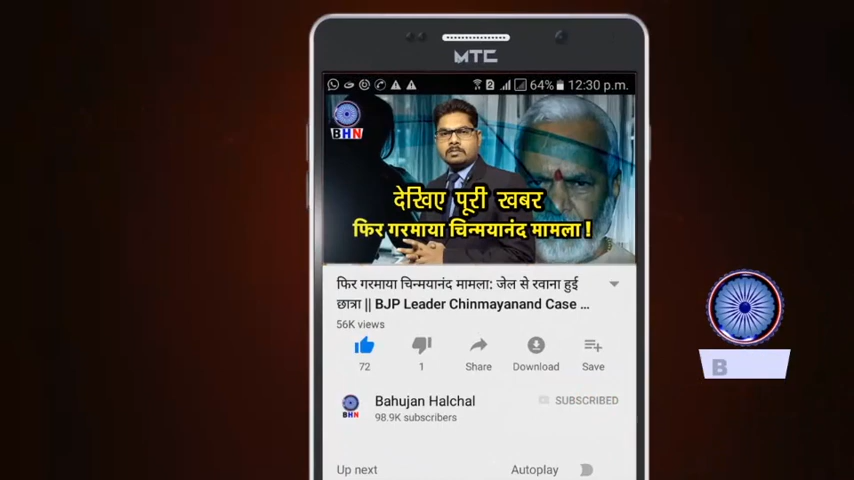 MTC
2 64% 12:30 p.m.
BHN
देखिए पूरी खबर
फिर गरमाया चिन्मयानंद मामला !
फिर गरमाया चिन्मयानंद मामला: जेल से रवाना हुई
छात्रा || BJP Leader Chinmayanand Case ...
56K views
72 1 Share Download Save
Bahujan Halchal SUBSCRIBED
BHN
98.9K subscribers
Up next Autoplay
B